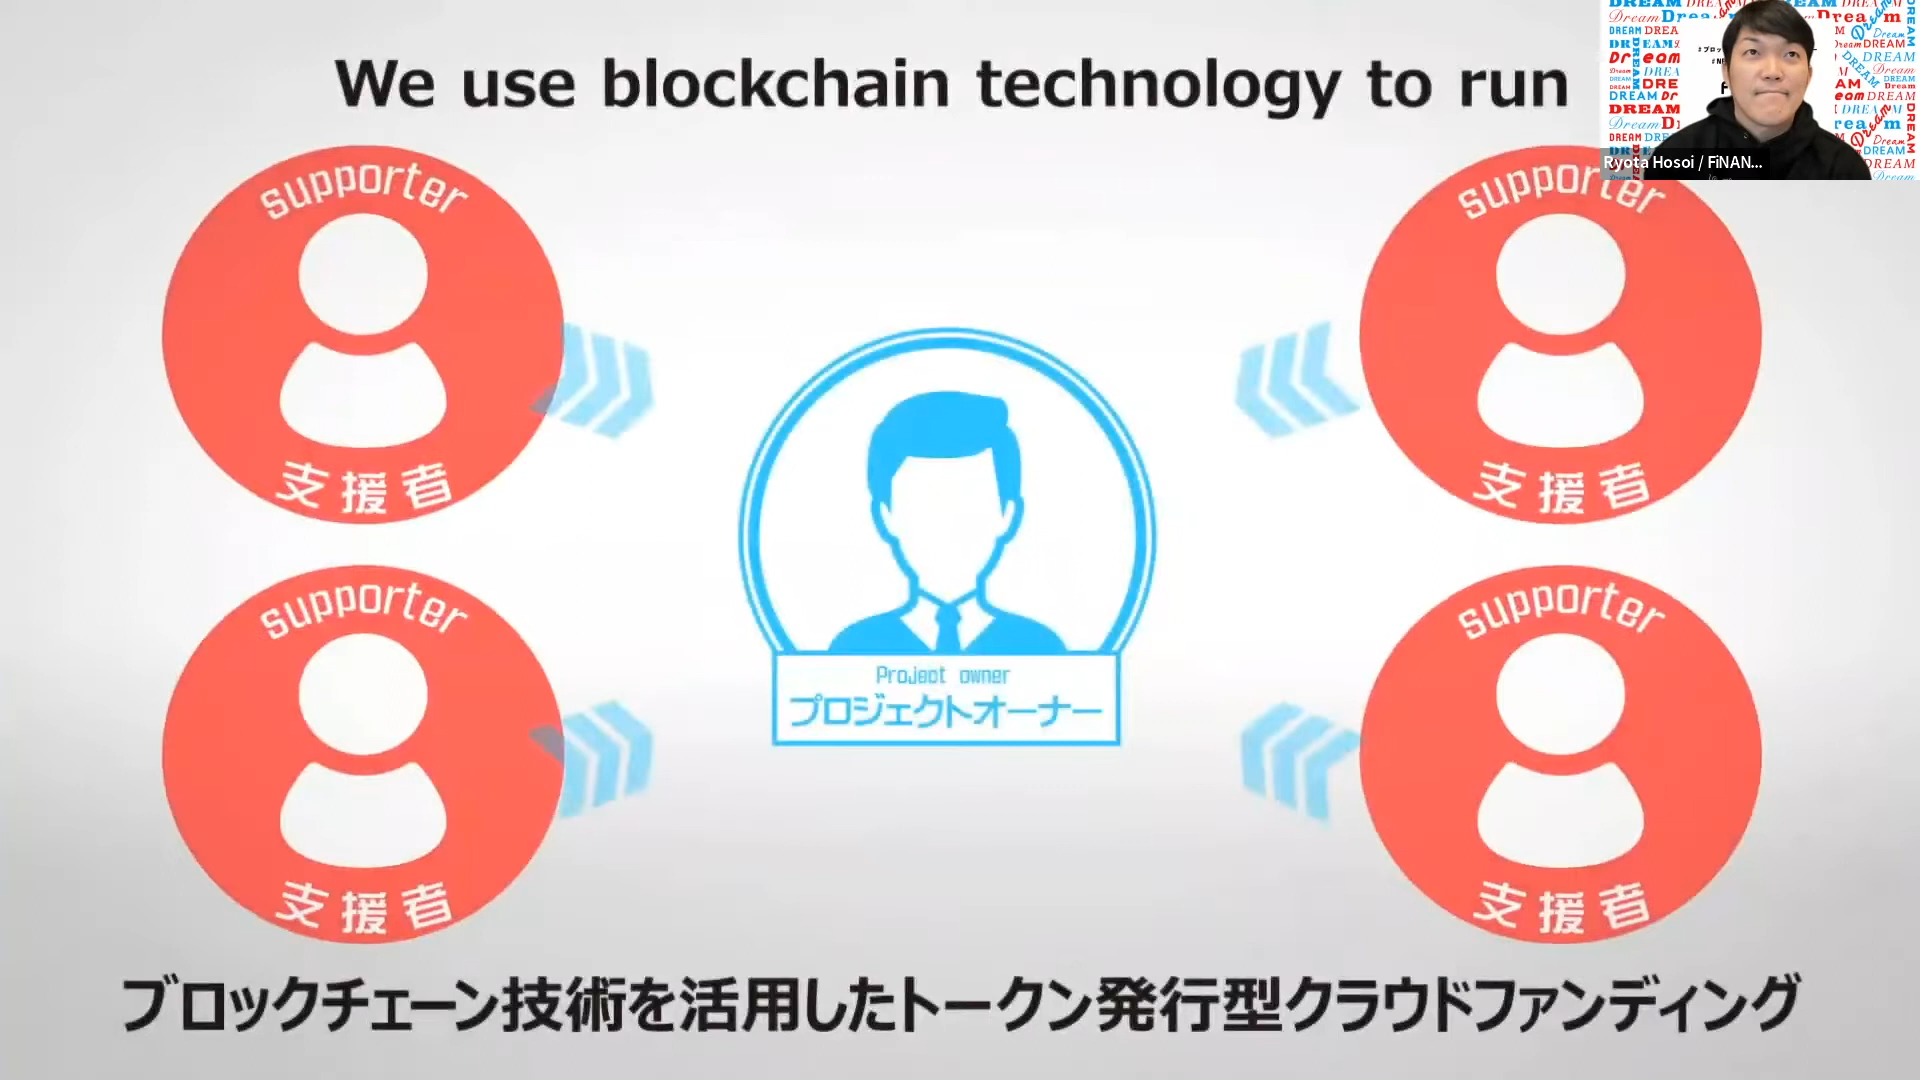 We use blockchain technology to run
Ryota Hosoi / FiNAN...
supporter
支援者
supporter
支援者
Project owner
プロジェクトオーナー
supporter
支援者
supporter
支援者
ブロックチェーン技術を活用したトークン発行型クラウドファンディング